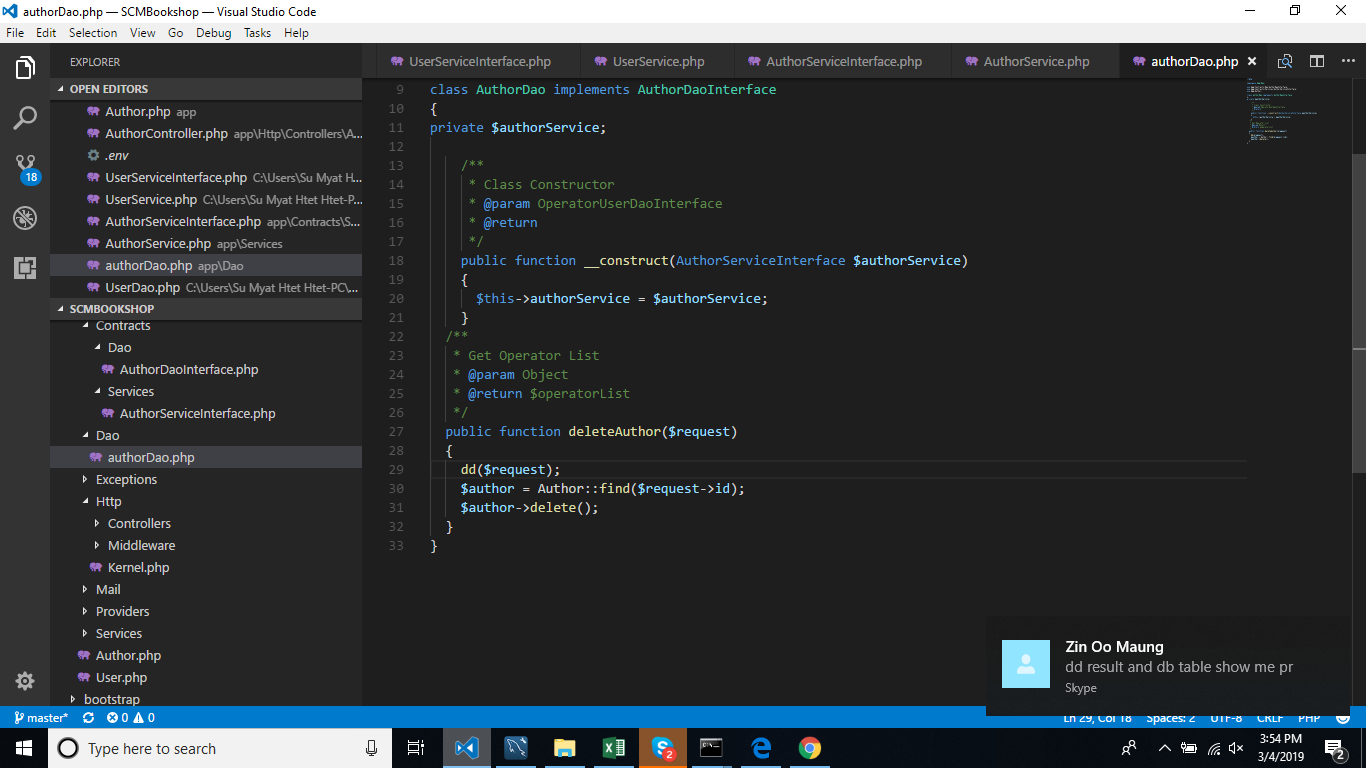 authorDao.php — SCMBookshop — Visual Studio Code
File Edit Selection View Go Debug Tasks Help
EXPLORER
OPEN EDITORS
Author.php app
AuthorController.php app\Http\Controllers\A...
.env
UserServiceInterface.php C:\Users\Su Myat H...
UserService.php C:\Users\Su Myat Htet Htet-P...
AuthorServiceInterface.php app\Contracts\S...
AuthorService.php app\Services
authorDao.php app\Dao
UserDao.php C:\Users\Su Myat Htet Htet-PC\...
SCMBOOKSHOP
Contracts
Dao
AuthorDaoInterface.php
Services
AuthorServiceInterface.php
Dao
authorDao.php
Exceptions
Http
Controllers
Middleware
Kernel.php
Mail
Providers
Services
Author.php
User.php
bootstrap
18
UserServiceInterface.php UserService.php AuthorServiceInterface.php AuthorService.php authorDao.php
9 class AuthorDao implements AuthorDaoInterface
10 {
11 private $authorService;
12
13 /**
14 * Class Constructor
15 * @param OperatorUserDaoInterface
16 * @return
17 */
18 public function __construct(AuthorServiceInterface $authorService)
19 {
20 $this->authorService = $authorService;
21 }
22 /**
23 * Get Operator List
24 * @param Object
25 * @return $operatorList
26 */
27 public function deleteAuthor($request)
28 {
29 dd($request);
30 $author = Author::find($request->id);
31 $author->delete();
32 }
33 }
Zin Oo Maung
dd result and db table show me pr
Skype
master* 0 0 Ln 29, Col 18 Spaces: 2 UTF-8 CRLF PHP
Type here to search
2
3:54 PM
3/4/2019
2